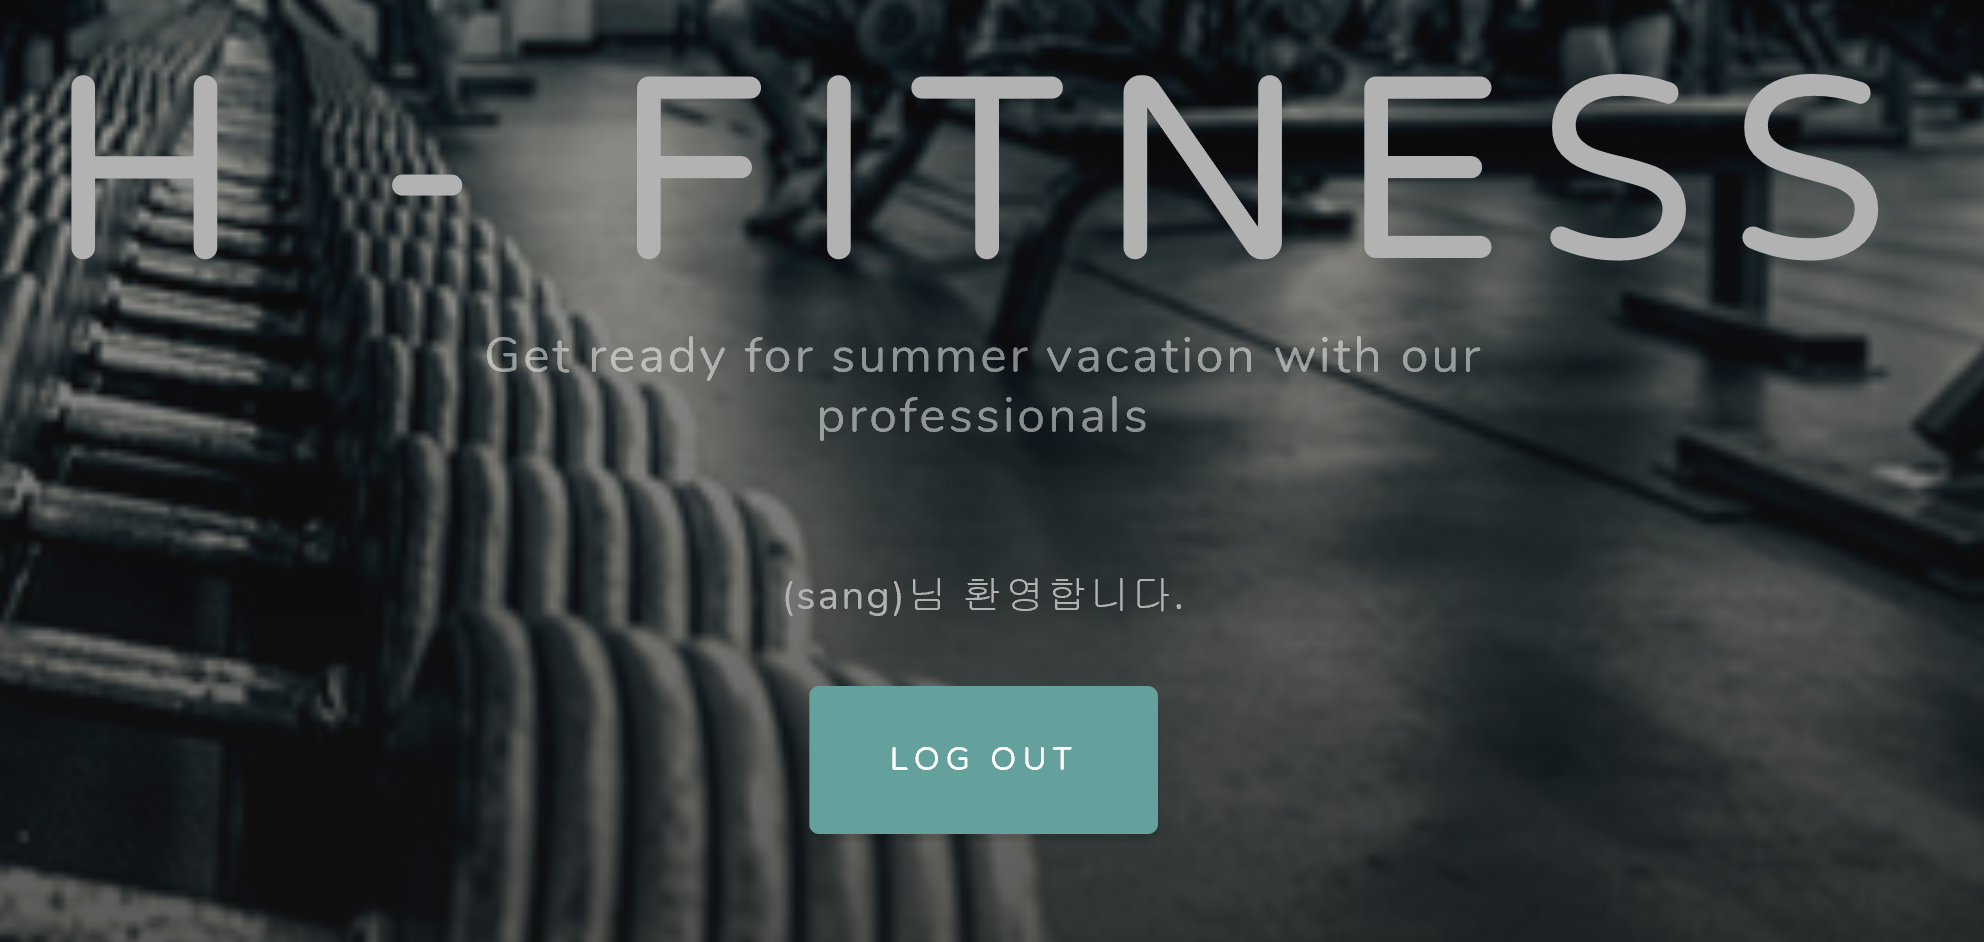 H - FITNESS
Get ready for summer vacation with our
professionals
(sang)님 환영합니다.
LOG OUT